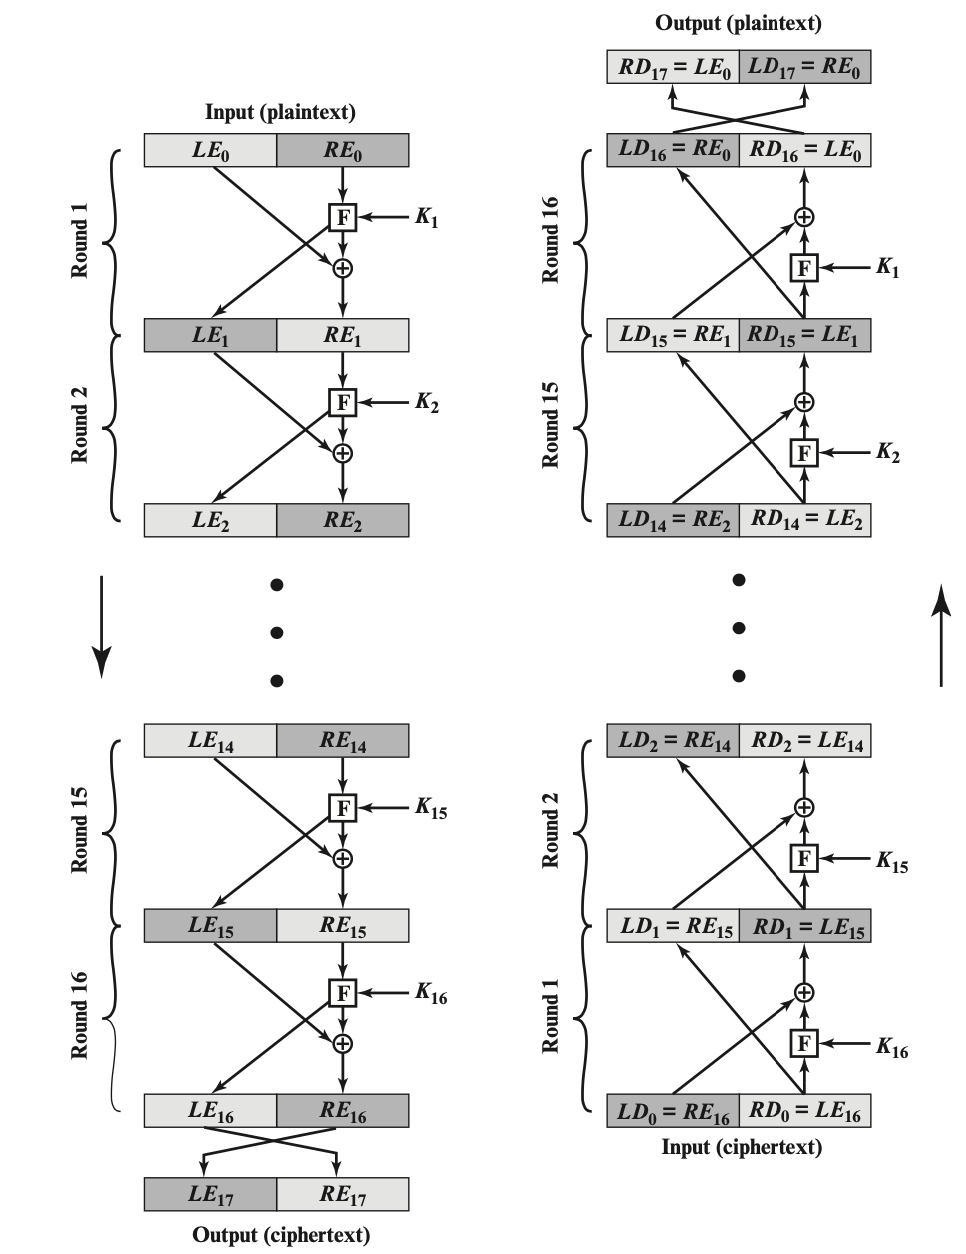 Input (plaintext)
LE₀ RE₀
Round 1
F K₁
LE₁ RE₁
Round 2
F K₂
LE₂ RE₂
LE₁₄ RE₁₄
Round 15
F K₁₅
LE₁₅ RE₁₅
Round 16
F K₁₆
LE₁₆ RE₁₆
LE₁₇ RE₁₇
Output (ciphertext)
Output (plaintext)
RD₁₇ = LE₀ LD₁₇ = RE₀
LD₁₆ = RE₀ RD₁₆ = LE₀
Round 16
F K₁
LD₁₅ = RE₁ RD₁₅ = LE₁
Round 15
F K₂
LD₁₄ = RE₂ RD₁₄ = LE₂
LD₂ = RE₁₄ RD₂ = LE₁₄
Round 2
F K₁₅
LD₁ = RE₁₅ RD₁ = LE₁₅
Round 1
F K₁₆
LD₀ = RE₁₆ RD₀ = LE₁₆
Input (ciphertext)